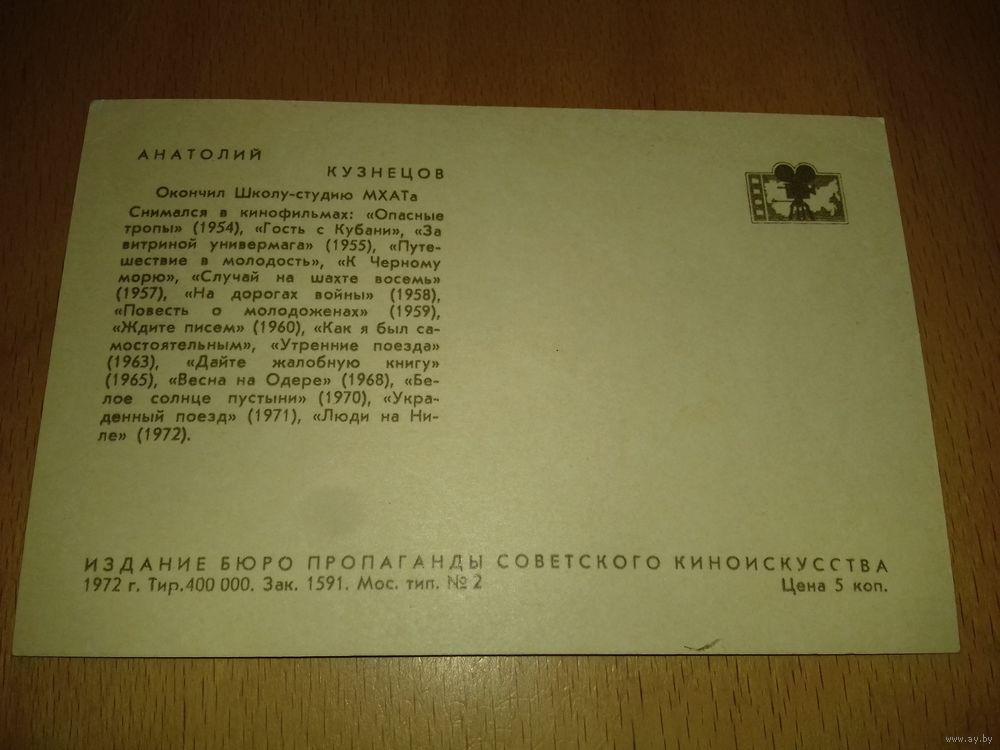 АНАТОЛИЙ
КУЗНЕЦОВ
Окончил Школу-студию МХАТа
Снимался в кинофильмах: «Опасные
тропы» (1954), «Гость с Кубани», «За
витриной универмага» (1955), «Путе-
шествие в молодость», «К Черному
морю», «Случай на шахте восемь»
(1957), «На дорогах войны» (1958),
«Повесть о молодоженах» (1959),
«Ждите писем» (1960), «Как я был са-
мостоятельным», «Утренние поезда»
(1963), «Дайте жалобную книгу»
(1965), «Весна на Одере» (1968), «Бе-
лое солнце пустыни» (1970), «Укра-
денный поезд» (1971), «Люди на Ни-
ле» (1972).
ИЗДАНИЕ БЮРО ПРОПАГАНДЫ СОВЕТСКОГО КИНОИСКУССТВА
1972 г. Тир.400 000. Зак. 1591. Мос. тип. № 2 Цена 5 коп.
www.ay.by